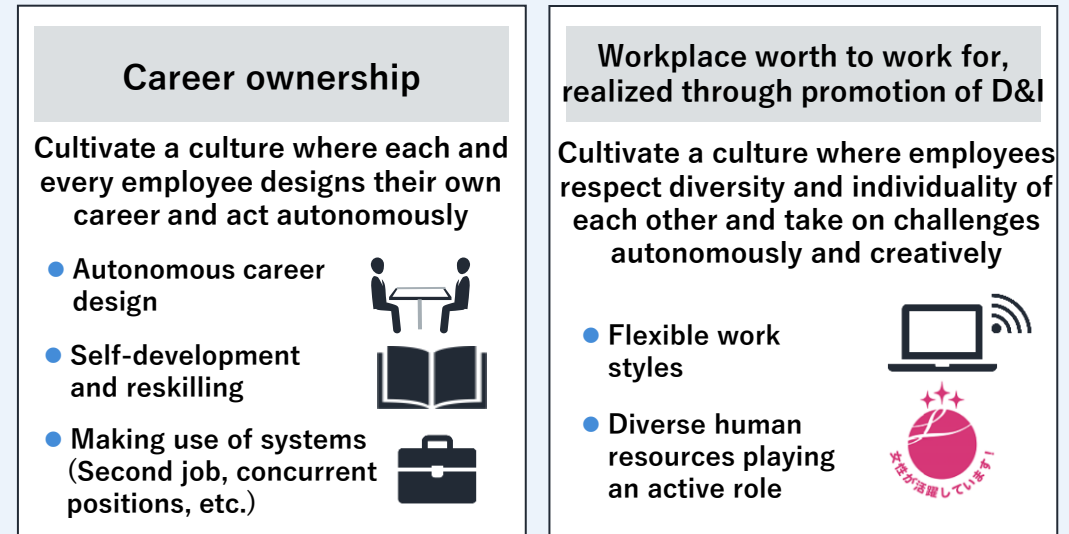 Career ownership
Cultivate a culture where each and
every employee designs their own
career and act autonomously
Autonomous career
design
Self-development
and reskilling
Making use of systems
(Second job, concurrent
positions, etc.)
Workplace worth to work for,
realized through promotion of D&I
Cultivate a culture where employees
respect diversity and individuality of
each other and take on challenges
autonomously and creatively
Flexible work
styles
Diverse human
resources playing
an active role
女性が活躍しています!